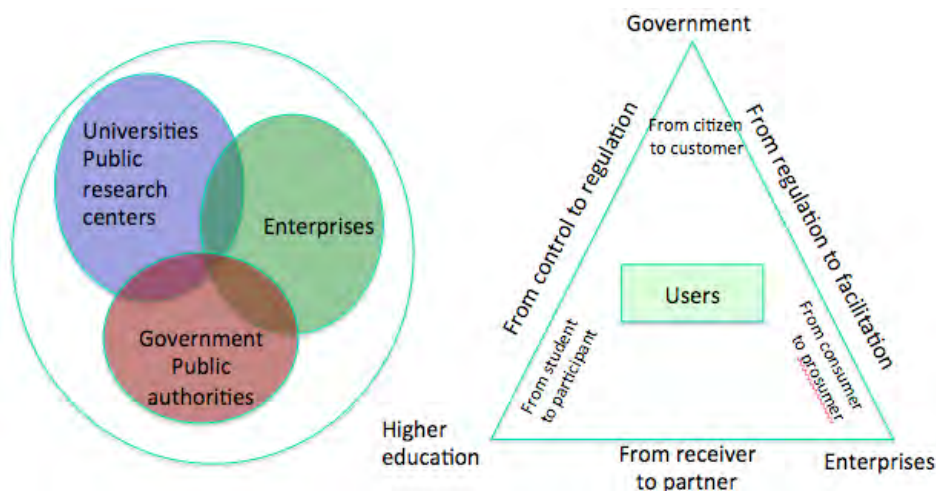 Universities
Public
research
centers
Enterprises
Government
Public
authorities
Government
From citizen
to customer
From control to regulation
From regulation to facilitation
Users
From student
to participant
From consumer
to prosumer
Higher
education
From receiver
to partner
Enterprises